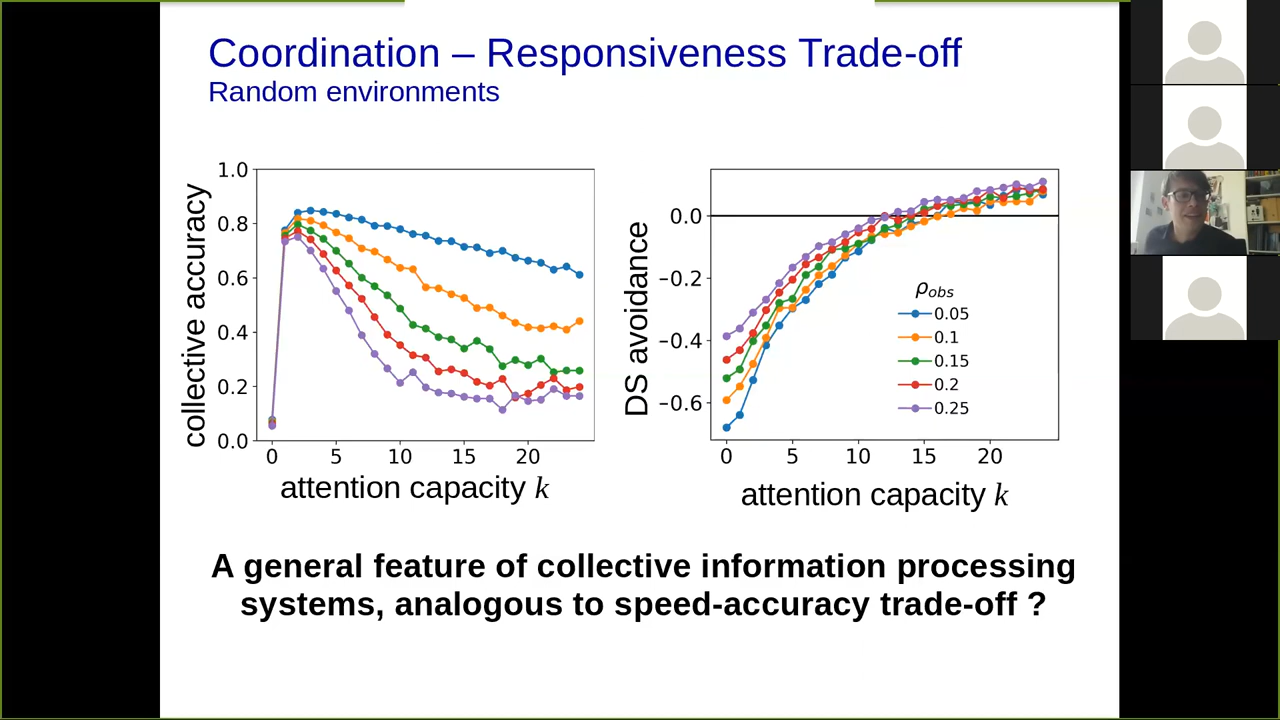 Coordination – Responsiveness Trade-off
Random environments
collective accuracy
1.0
0.8
0.6
0.4
0.2
0.0
0 5 10 15 20
attention capacity k
DS avoidance
0.0
−0.2
−0.4
−0.6
0 5 10 15 20
attention capacity k
ρobs
0.05
0.1
0.15
0.2
0.25
A general feature of collective information processing
systems, analogous to speed-accuracy trade-off ?